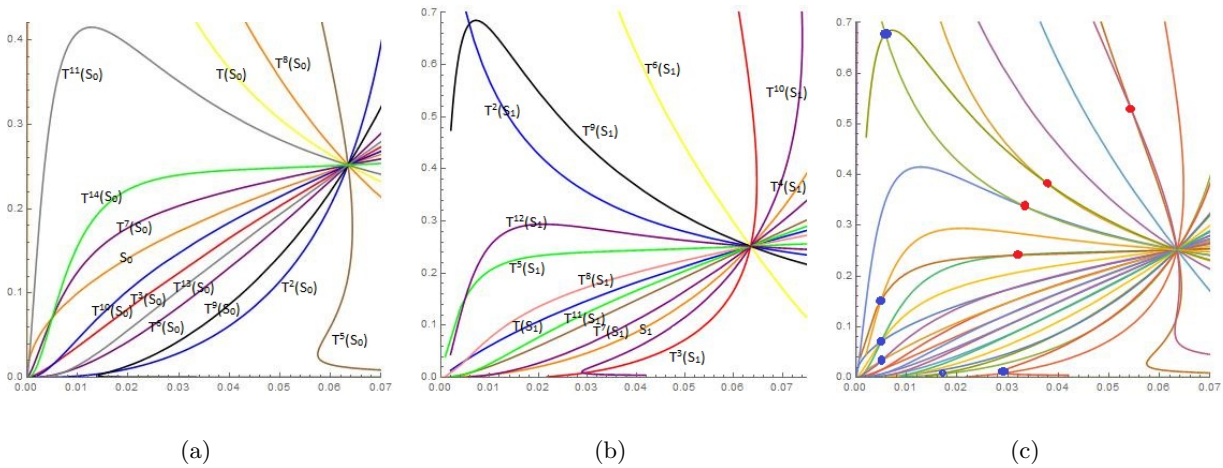 0.4
0.3
0.2
0.1
0.0
0.00 0.01 0.02 0.03 0.04 0.05 0.06 0.07
T¹¹(S₀)
T(S₀)
T⁸(S₀)
T¹⁴(S₀)
T⁷(S₀)
S₀
T¹⁰(S₀)
T³(S₀)
T¹³(S₀)
T⁶(S₀)
T⁹(S₀)
T²(S₀)
T⁵(S₀)
(a)
0.7
0.6
0.5
0.4
0.3
0.2
0.1
0.0
0.00 0.01 0.02 0.03 0.04 0.05 0.06 0.07
T⁶(S₁)
T¹⁰(S₁)
T²(S₁)
T⁹(S₁)
T⁴(S₁)
T¹²(S₁)
T⁵(S₁)
T⁸(S₁)
T(S₁)
T¹¹(S₁)
T⁷(S₁)
S₁
T³(S₁)
(b)
0.7
0.6
0.5
0.4
0.3
0.2
0.1
0.0
0.00 0.01 0.02 0.03 0.04 0.05 0.06 0.07
(c)